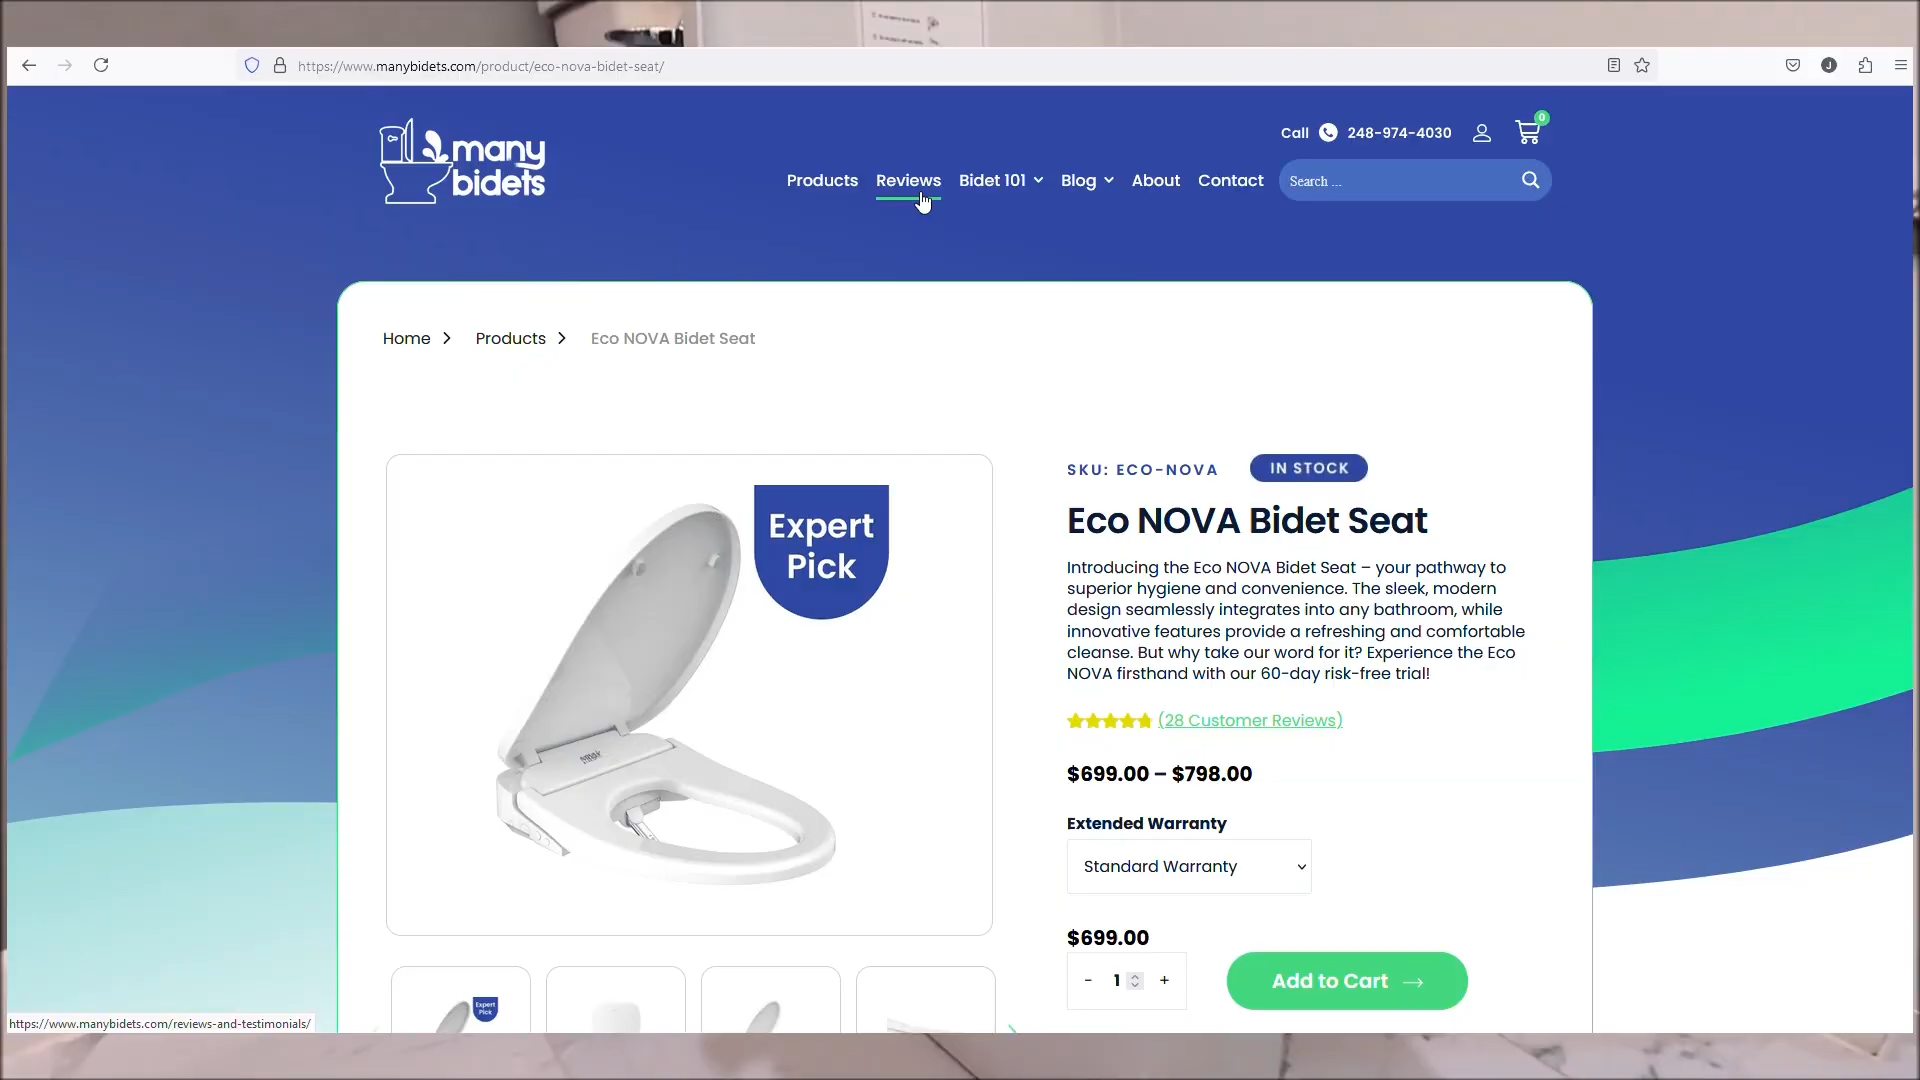 https://www.manybidets.com/product/eco-nova-bidet-seat/
J
many
bidets
Call 248-974-4030
0
Products Reviews Bidet 101 Blog About Contact Search ...
Home Products Eco NOVA Bidet Seat
Expert
Pick
SKU: ECO-NOVA IN STOCK
Eco NOVA Bidet Seat
Introducing the Eco NOVA Bidet Seat – your pathway to
superior hygiene and convenience. The sleek, modern
design seamlessly integrates into any bathroom, while
innovative features provide a refreshing and comfortable
cleanse. But why take our word for it? Experience the Eco
NOVA firsthand with our 60-day risk-free trial!
(28 Customer Reviews)
$699.00 – $798.00
Extended Warranty
Standard Warranty
$699.00
- 1 +
Add to Cart
Expert
Pick
https://www.manybidets.com/reviews-and-testimonials/